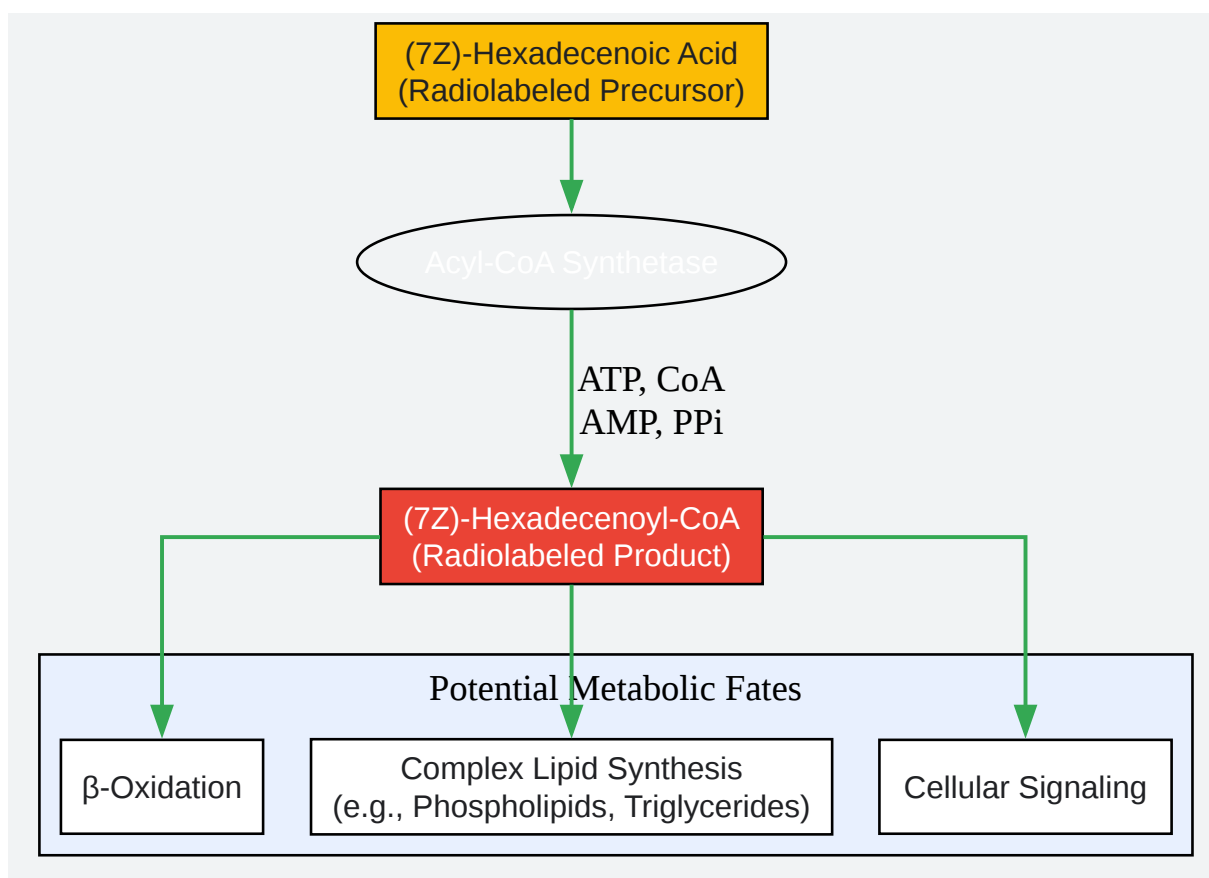 (7Z)-Hexadecenoic Acid
(Radiolabeled Precursor)
Acyl-CoA Synthetase
ATP, CoA
AMP, PPi
(7Z)-Hexadecenoyl-CoA
(Radiolabeled Product)
Potential Metabolic Fates
β-Oxidation
Complex Lipid Synthesis
(e.g., Phospholipids, Triglycerides)
Cellular Signaling